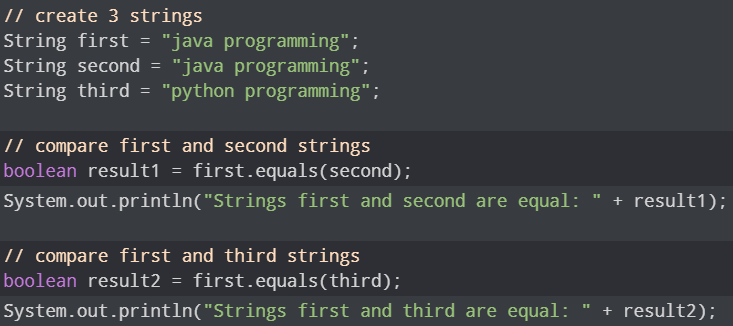 // create 3 strings
String first = "java programming";
String second = "java programming";
String third = "python programming";
// compare first and second strings
boolean result1 = first.equals(second);
System.out.println("Strings first and second are equal: " + result1);
// compare first and third strings
boolean result2 = first.equals(third);
System.out.println("Strings first and third are equal: " + result2);